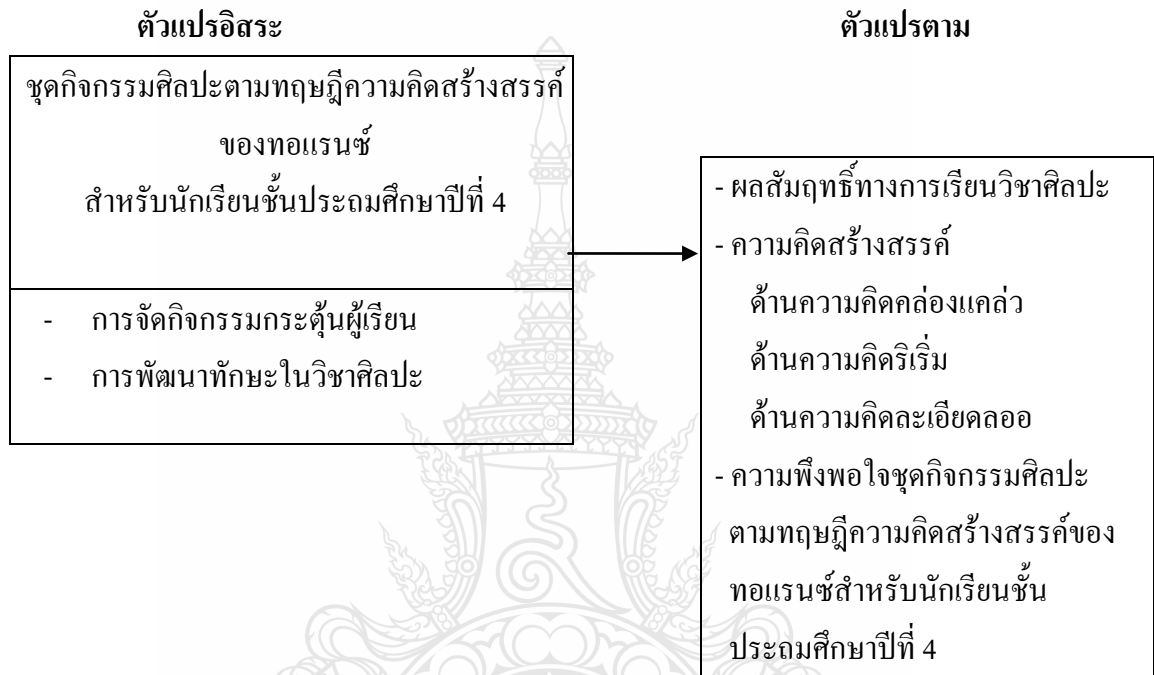 ตัวแปรอิสระ
ตัวแปรตาม
ชุดกิจกรรมศิลปะตามทฤษฎีความคิดสร้างสรรค์
ของทอแรนซ์
สำหรับนักเรียนชั้นประถมศึกษาปีที่ 4
- การจัดกิจกรรมกระตุ้นผู้เรียน
- การพัฒนาทักษะในวิชาศิลปะ
- ผลสัมฤทธิ์ทางการเรียนวิชาศิลปะ
- ความคิดสร้างสรรค์
ด้านความคิดคล่องแคล่ว
ด้านความคิดริเริ่ม
ด้านความคิดละเอียดลออ
- ความพึงพอใจชุดกิจกรรมศิลปะ
ตามทฤษฎีความคิดสร้างสรรค์ของ
ทอแรนซ์สำหรับนักเรียนชั้น
ประถมศึกษาปีที่ 4